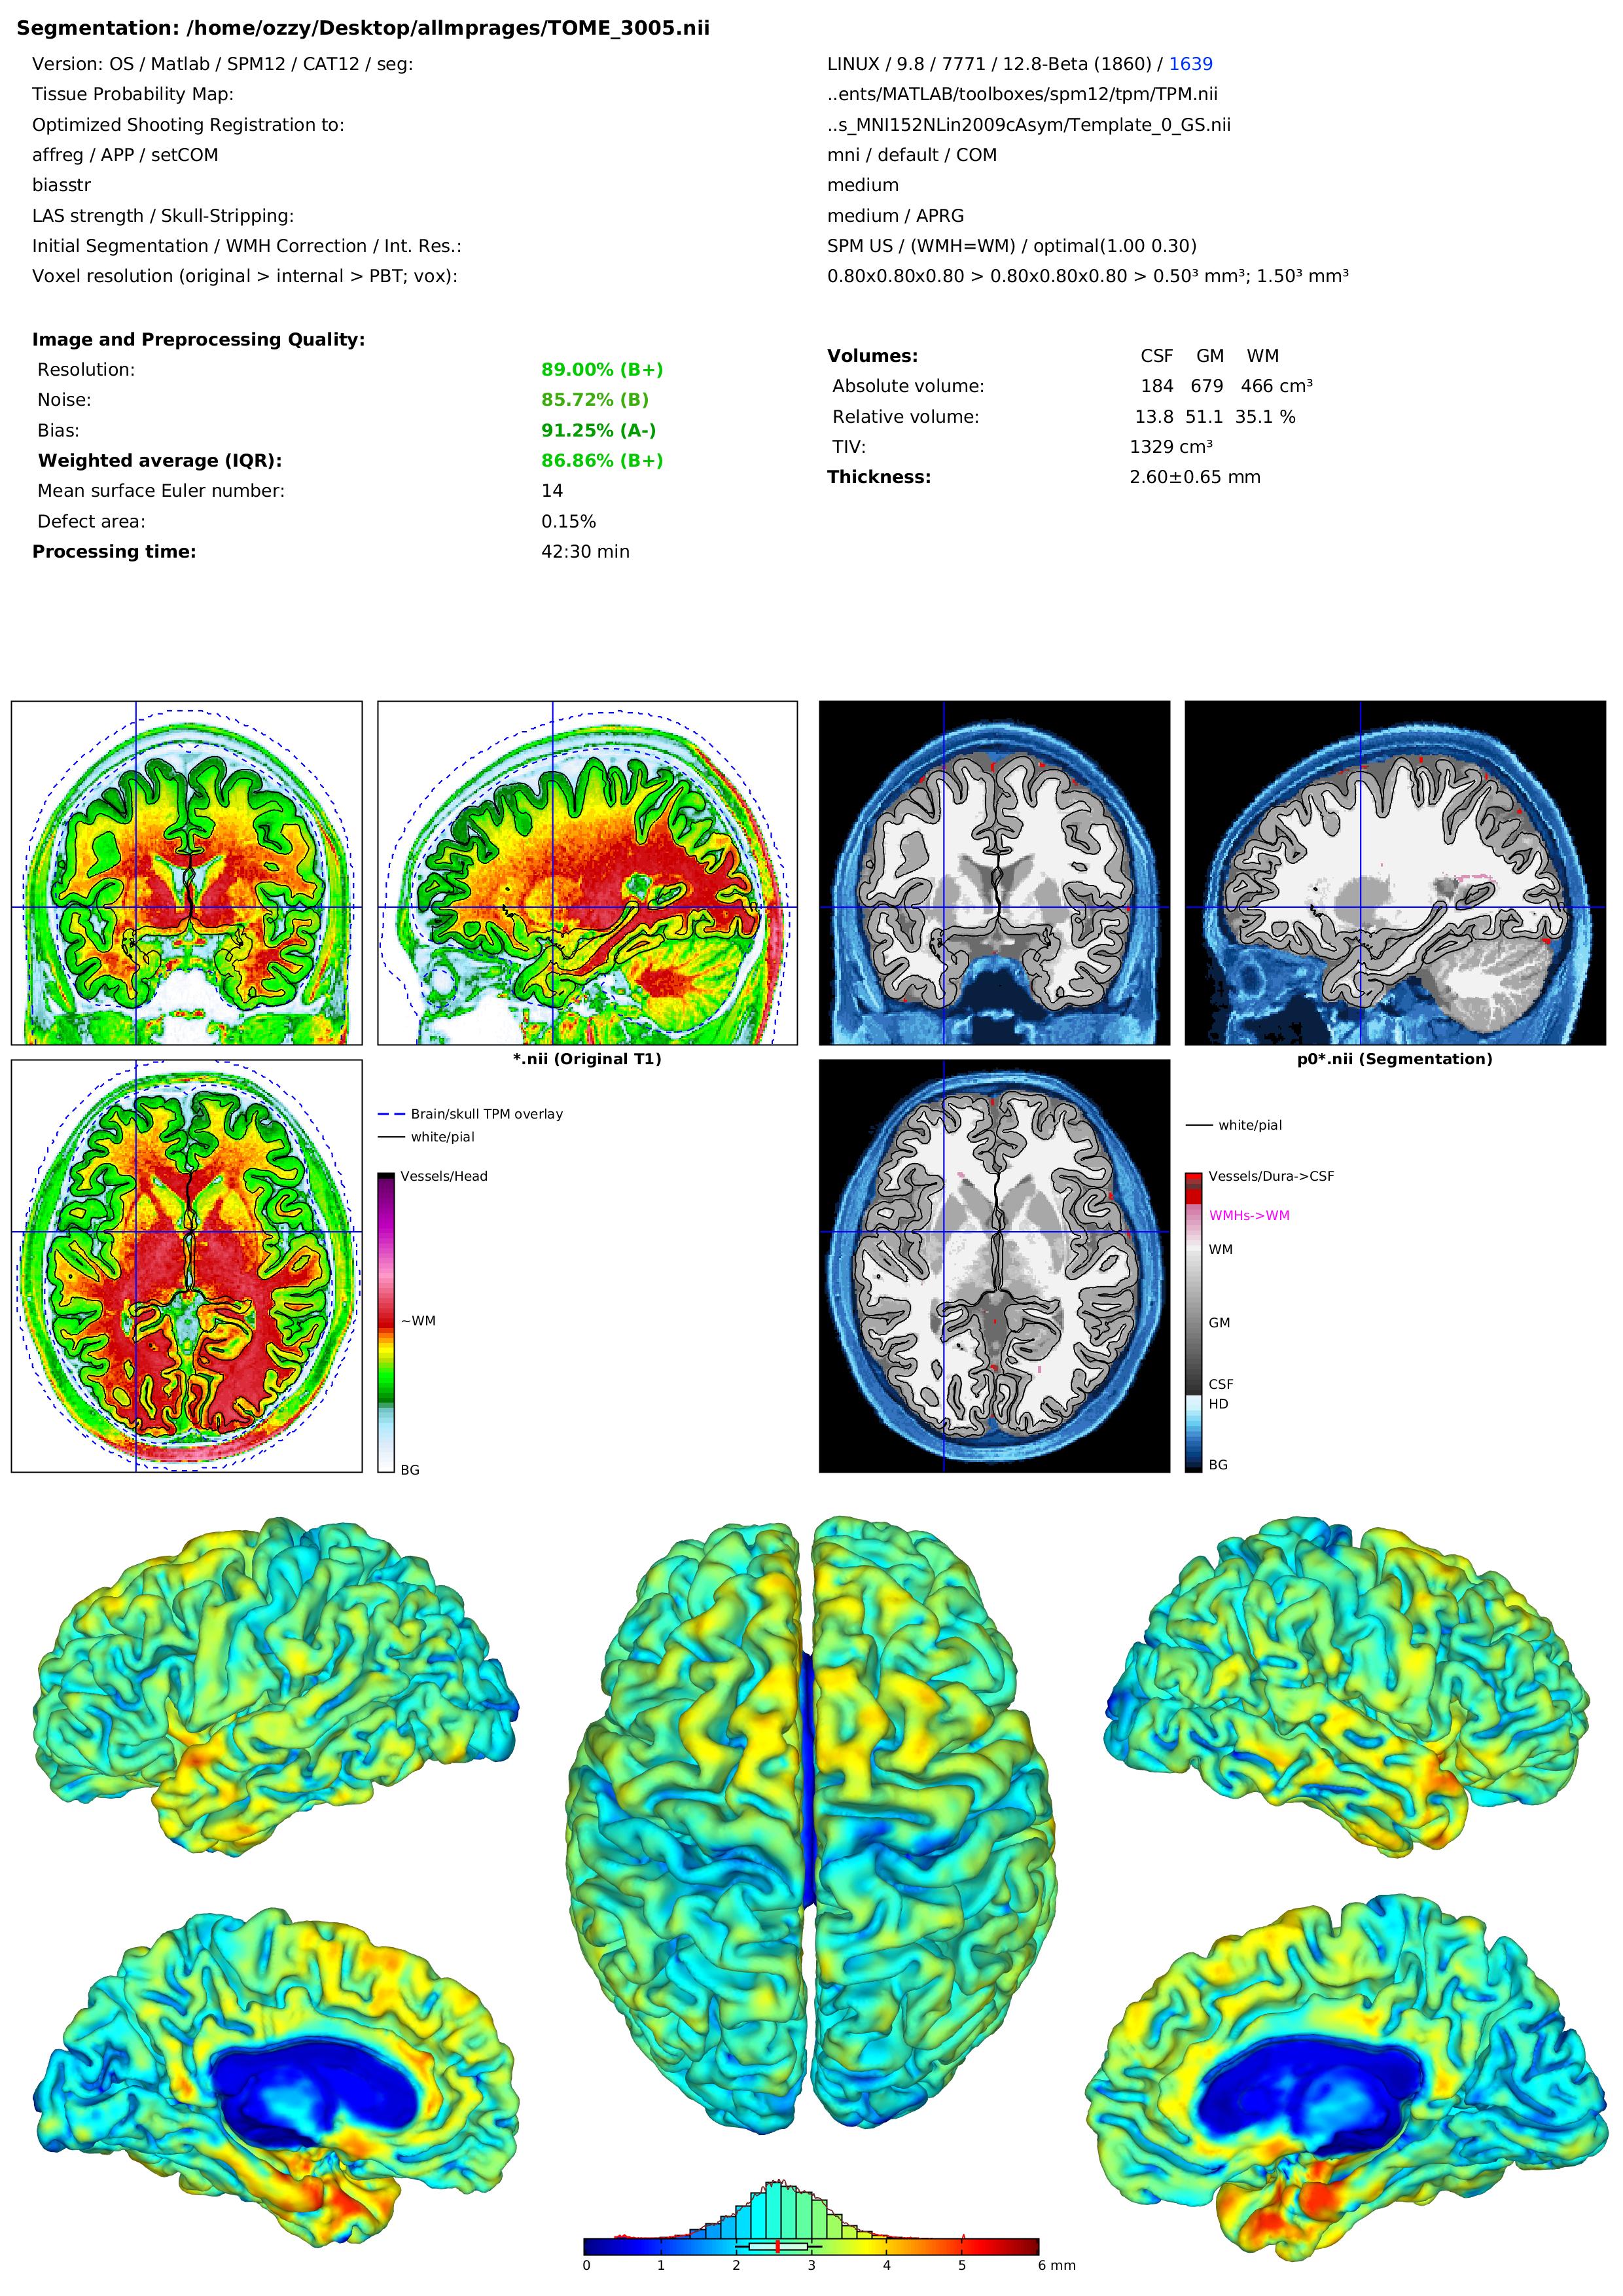 Segmentation: /home/ozzy/Desktop/allmprages/TOME_3005.nii
Version: OS / Matlab / SPM12 / CAT12 / seg: LINUX / 9.8 / 7771 / 12.8-Beta (1860) / 1639
Tissue Probability Map: ..ents/MATLAB/toolboxes/spm12/tpm/TPM.nii
Optimized Shooting Registration to: ..s_MNI152NLin2009cAsym/Template_0_GS.nii
affreg / APP / setCOM mni / default / COM
biasstr medium
LAS strength / Skull-Stripping: medium / APRG
Initial Segmentation / WMH Correction / Int. Res.: SPM US / (WMH=WM) / optimal(1.00 0.30)
Voxel resolution (original > internal > PBT; vox): 0.80x0.80x0.80 > 0.80x0.80x0.80 > 0.50³ mm³; 1.50³ mm³
Image and Preprocessing Quality:
Resolution: 89.00% (B+)
Noise: 85.72% (B)
Bias: 91.25% (A-)
Weighted average (IQR): 86.86% (B+)
Mean surface Euler number: 14
Defect area: 0.15%
Processing time: 42:30 min
Volumes: CSF GM WM
Absolute volume: 184 679 466 cm³
Relative volume: 13.8 51.1 35.1 %
TIV: 1329 cm³
Thickness: 2.60±0.65 mm
*.nii (Original T1)
Brain/skull TPM overlay
white/pial
Vessels/Head
~WM
BG
p0*.nii (Segmentation)
white/pial
Vessels/Dura->CSF
WMHs->WM
WM
GM
CSF
HD
BG
0 1 2 3 4 5 6 mm